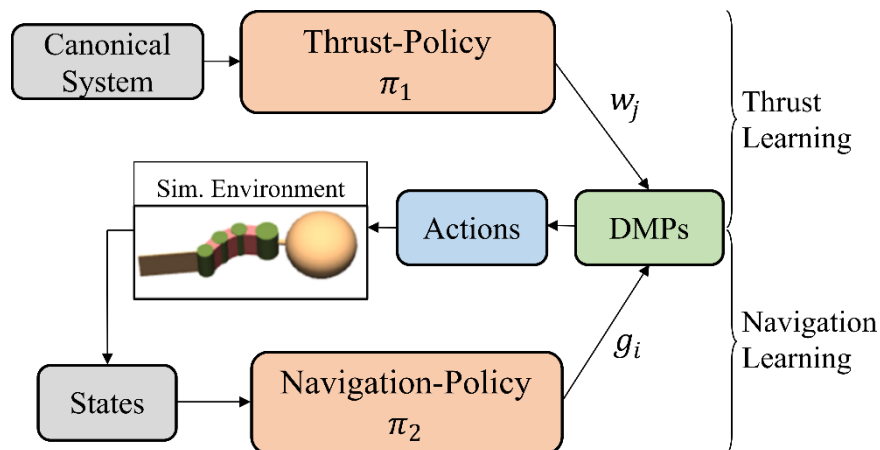 Canonical
System
Thrust-Policy
π₁
wⱼ
Thrust
Learning
Sim. Environment
Actions
DMPs
States
Navigation-Policy
π₂
gᵢ
Navigation
Learning